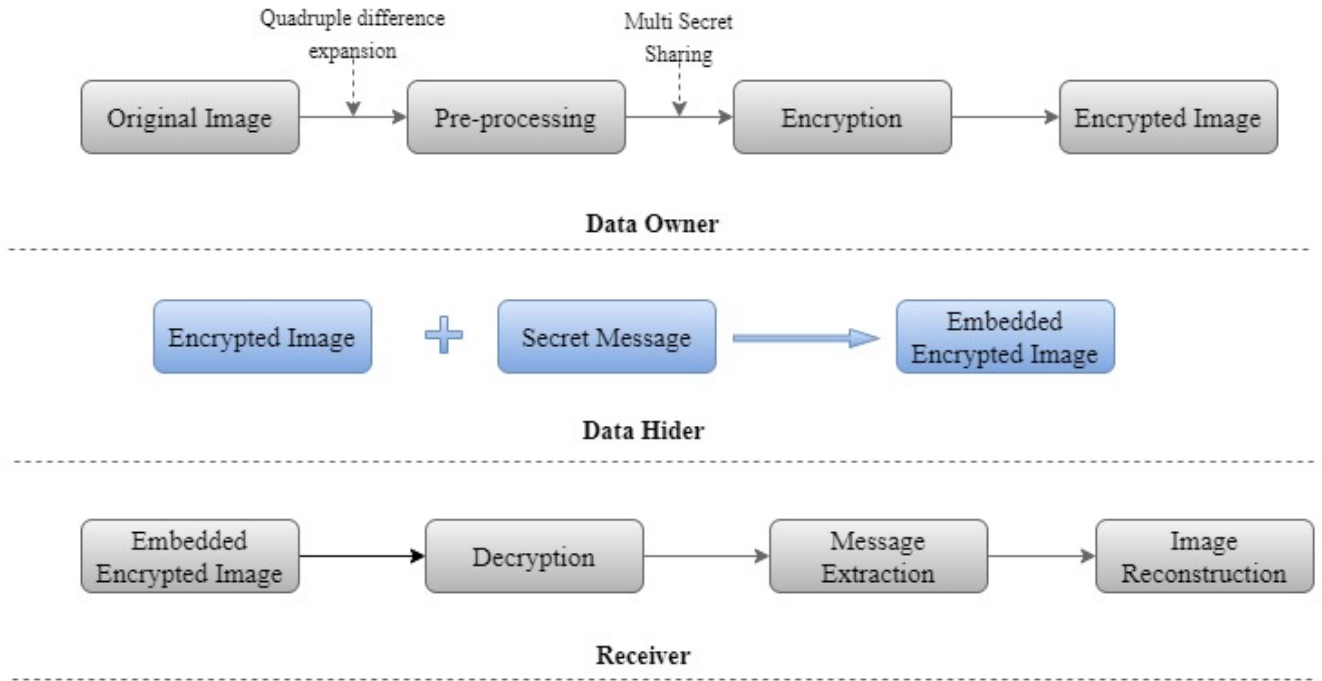 Quadruple difference
expansion
Multi Secret
Sharing
Original Image
Pre-processing
Encryption
Encrypted Image
Data Owner
Encrypted Image
Secret Message
Embedded
Encrypted Image
Data Hider
Embedded
Encrypted Image
Decryption
Message
Extraction
Image
Reconstruction
Receiver